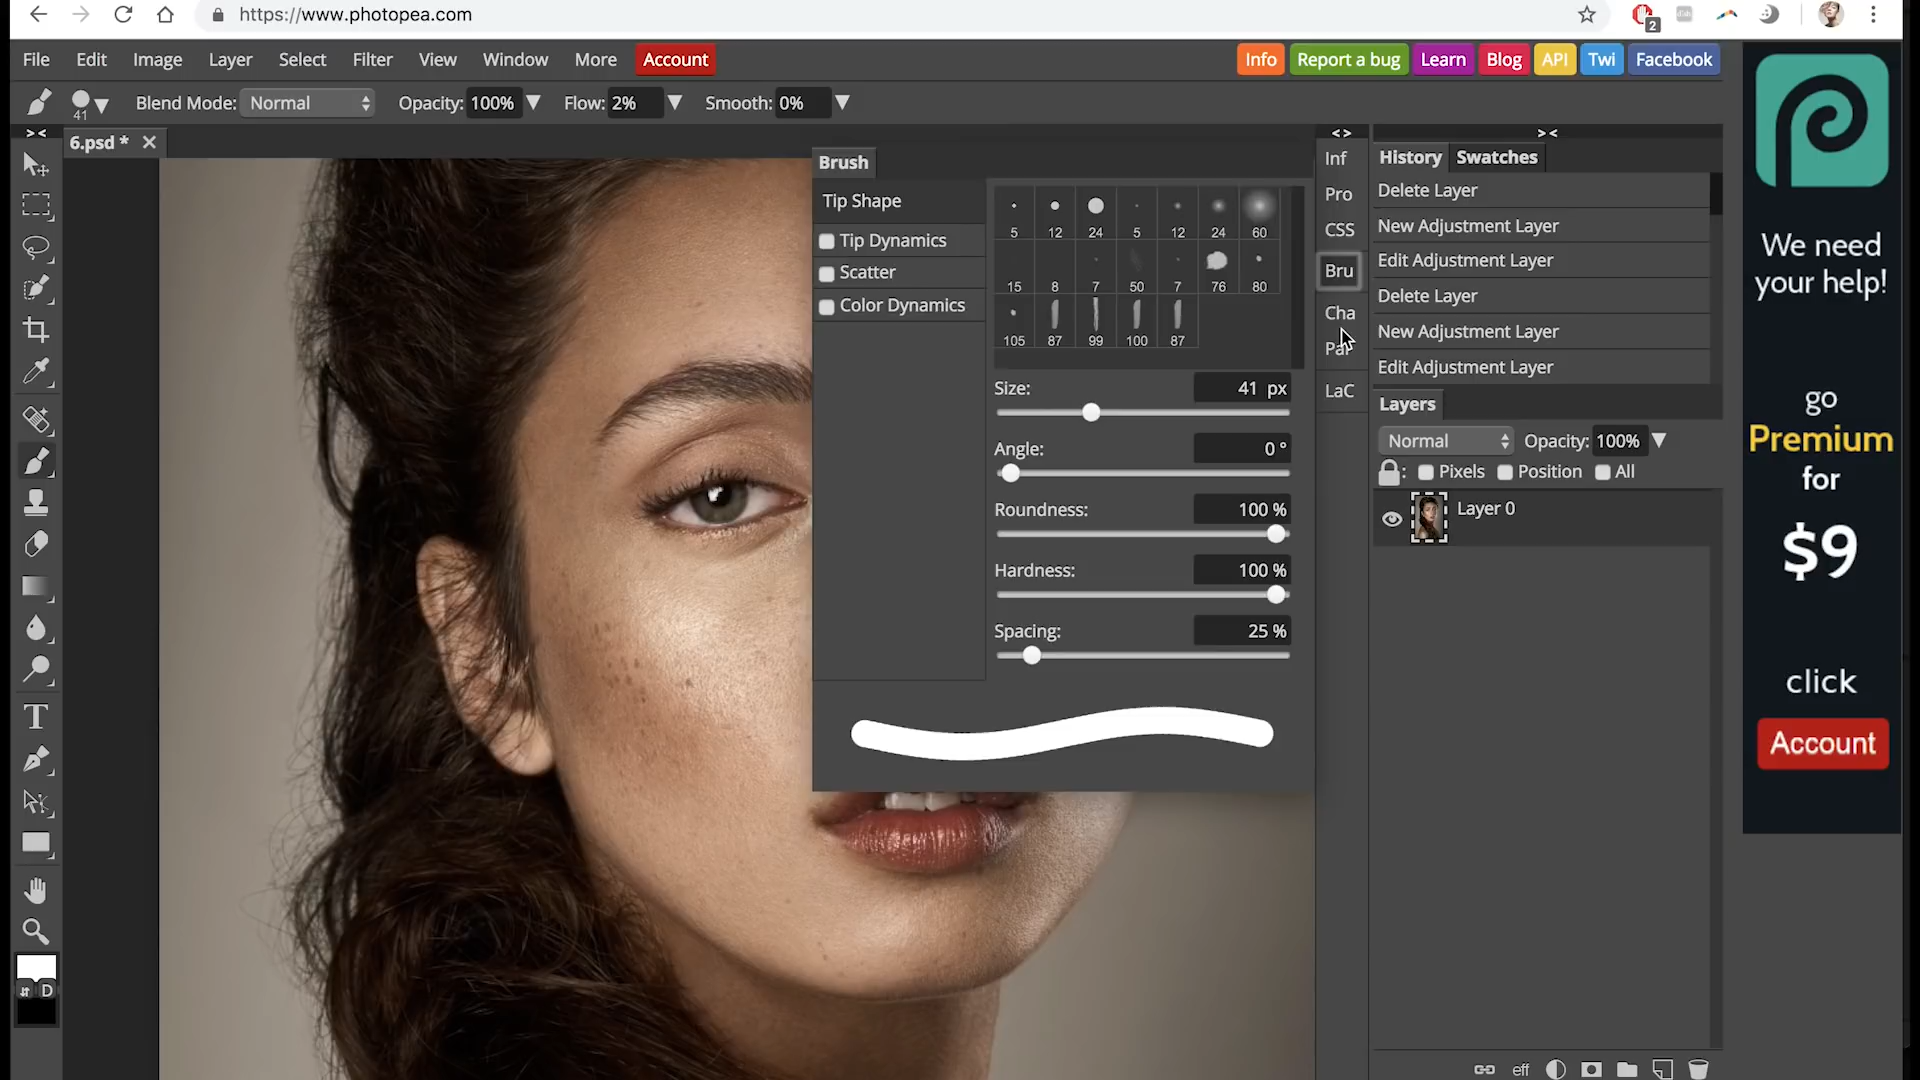 https://www.photopea.com
2
File Edit Image Layer Select Filter View Window More Account
Info Report a bug Learn Blog API Twi Facebook
41 Blend Mode: Normal Opacity: 100% Flow: 2% Smooth: 0%
6.psd *
Brush
Tip Shape
Tip Dynamics
Scatter
Color Dynamics
5 12 24 5 12 24 60
15 8 7 50 7 76 80
105 87 99 100 87
Size: 41 px
Angle: 0 °
Roundness: 100 %
Hardness: 100 %
Spacing: 25 %
Inf
Pro
CSS
Bru
Cha
Par
LaC
History Swatches
Delete Layer
New Adjustment Layer
Edit Adjustment Layer
Delete Layer
New Adjustment Layer
Edit Adjustment Layer
Layers
Normal Opacity: 100%
: Pixels Position All
Layer 0
eff
D
We need
your help!
go
Premium
for
$9
click
Account